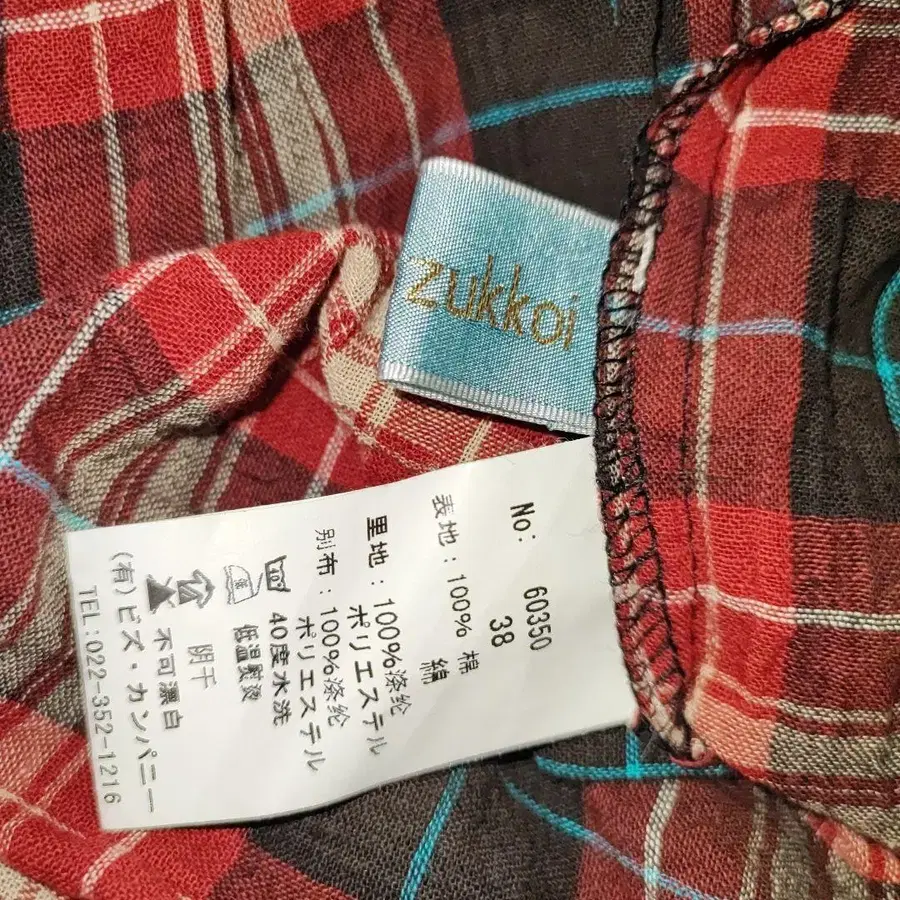 zukkoi
No: 60350
38
表地: 100% 棉
綿
里地: 100%涤纶
ポリエステル
别布: 100%涤纶
ポリエステル
40度水洗
低溫熨烫
阴干
不可漂白
(有)ビズ・カンパニー
TEL:022-352-1216